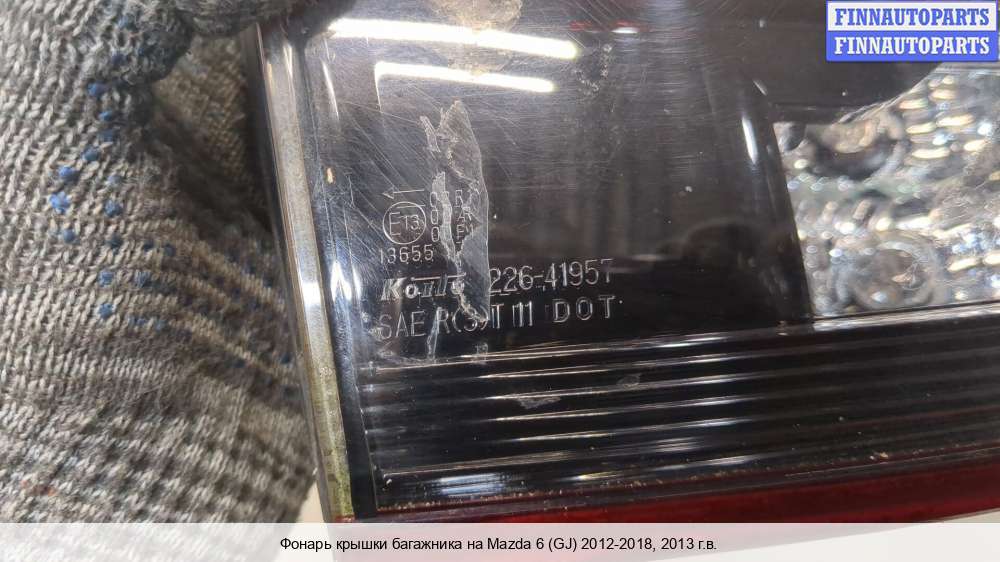 FINNAUTOPARTS
FINNAUTOPARTS
E13
13655
Koito 226-41957
SAE R(3)T 11 DOT
Фонарь крышки багажника на Mazda 6 (GJ) 2012-2018, 2013 г.в.